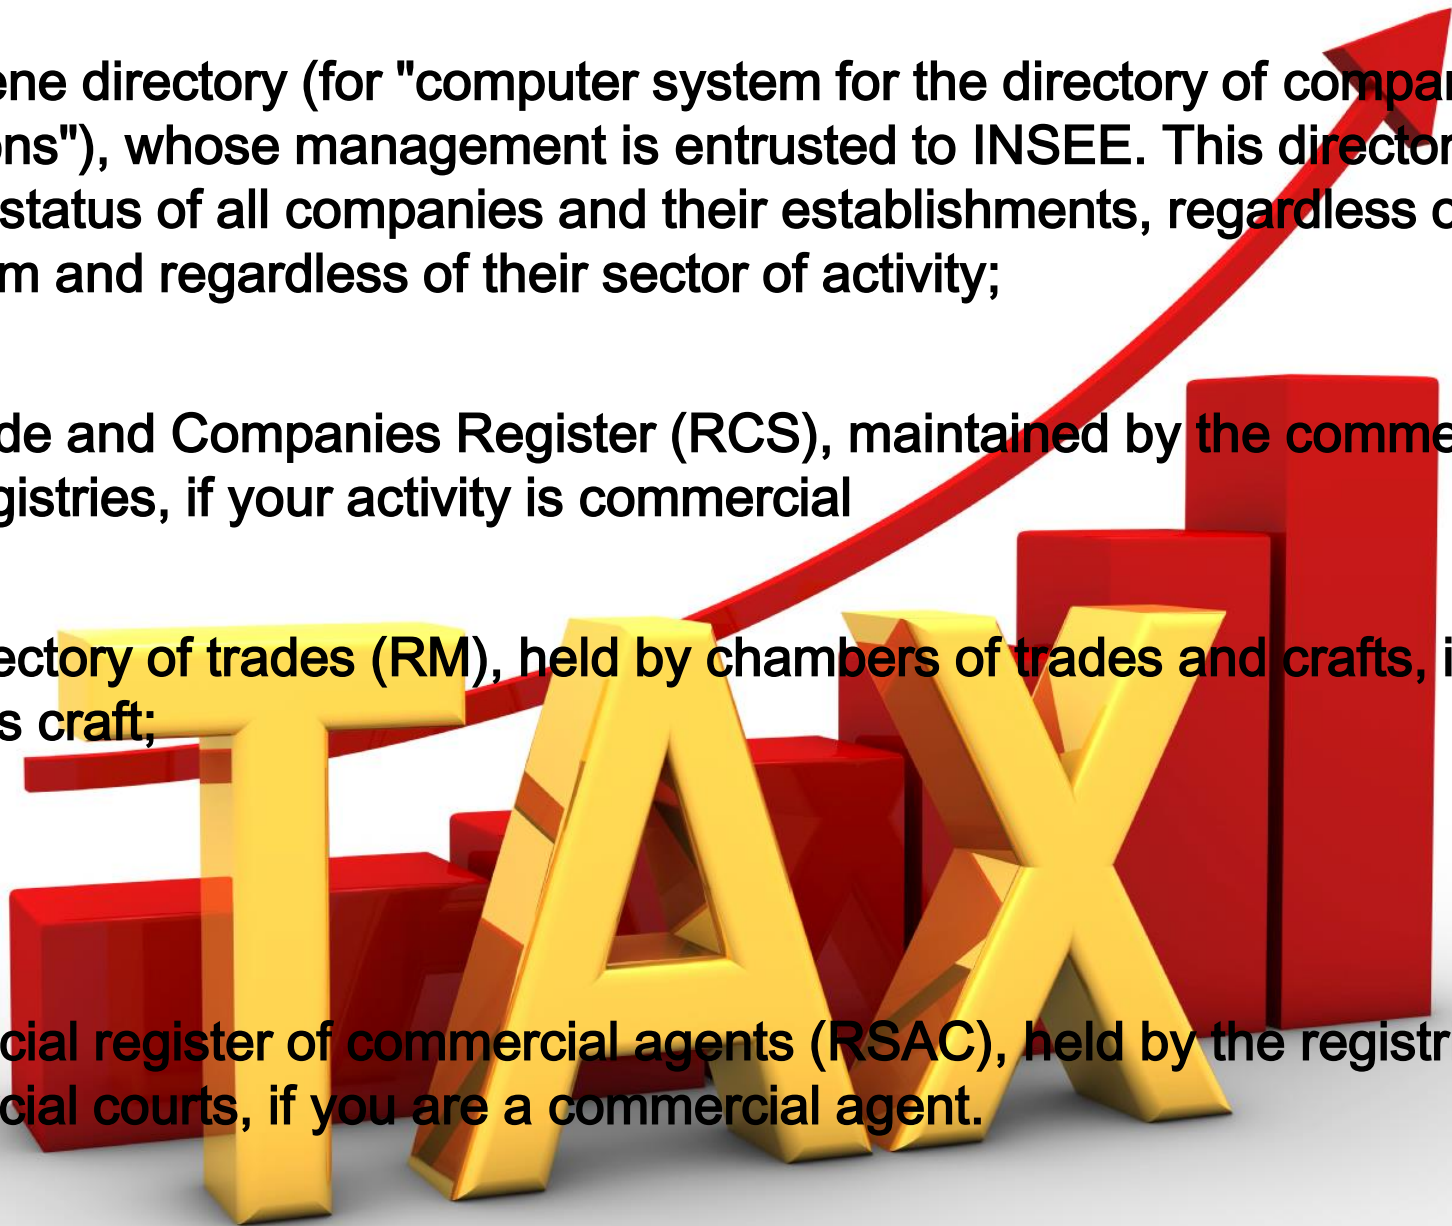 ene directory (for "computer system for the directory of compan
ons"), whose management is entrusted to INSEE. This director
status of all companies and their establishments, regardless o
m and regardless of their sector of activity;
de and Companies Register (RCS), maintained by the comme
gistries, if your activity is commercial
ectory of trades (RM), held by chambers of trades and crafts, i
s craft;
TAX
cial register of commercial agents (RSAC), held by the registr
cial courts, if you are a commercial agent.